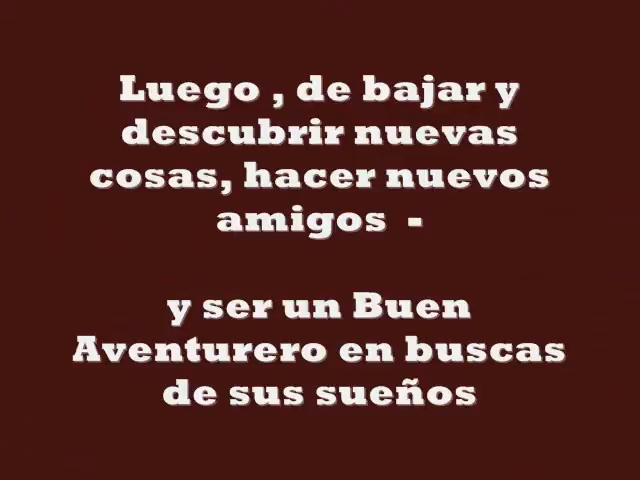 Luego , de bajar y
descubrir nuevas
cosas, hacer nuevos
amigos -
y ser un Buen
Aventurero en buscas
de sus sueños